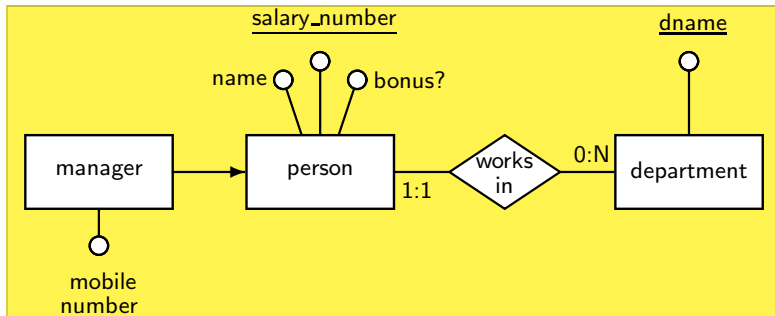 salary_number
dname
name
bonus?
manager
person
works
in
0:N
department
1:1
mobile
number